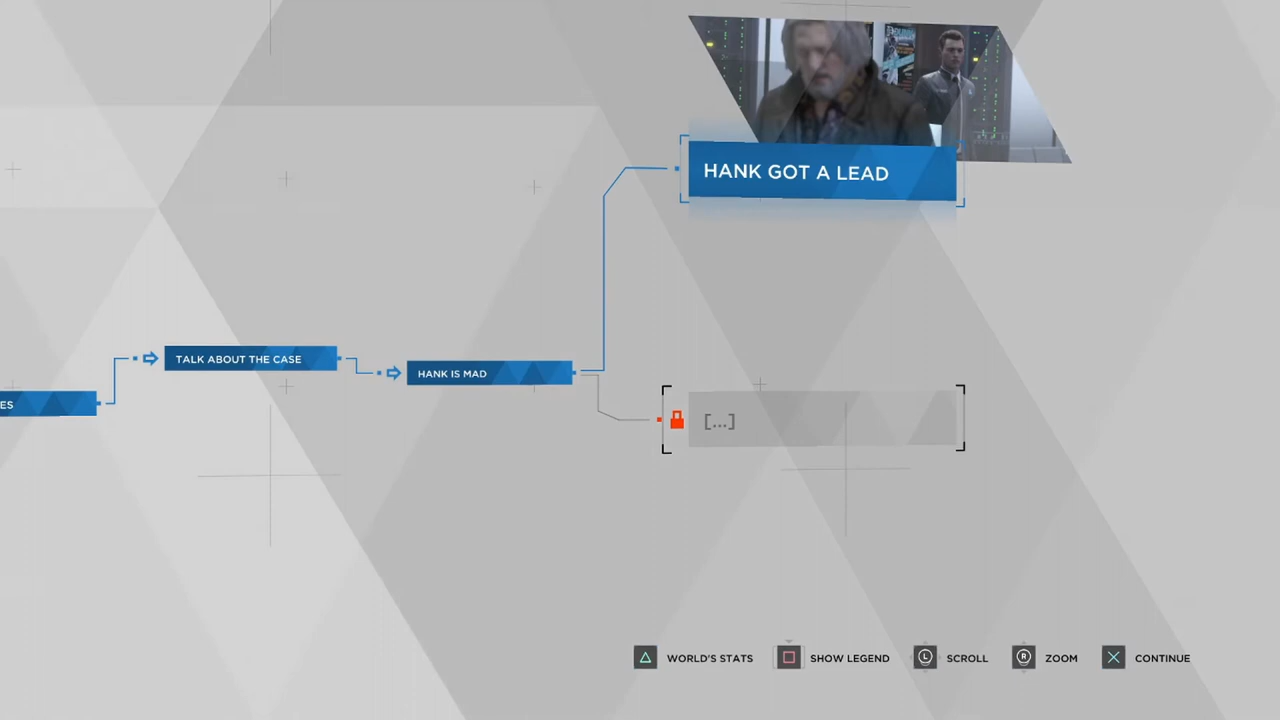 HANK GOT A LEAD
TALK ABOUT THE CASE
HANK IS MAD
ES
[...]
WORLD'S STATS
SHOW LEGEND
L
SCROLL
R
ZOOM
CONTINUE